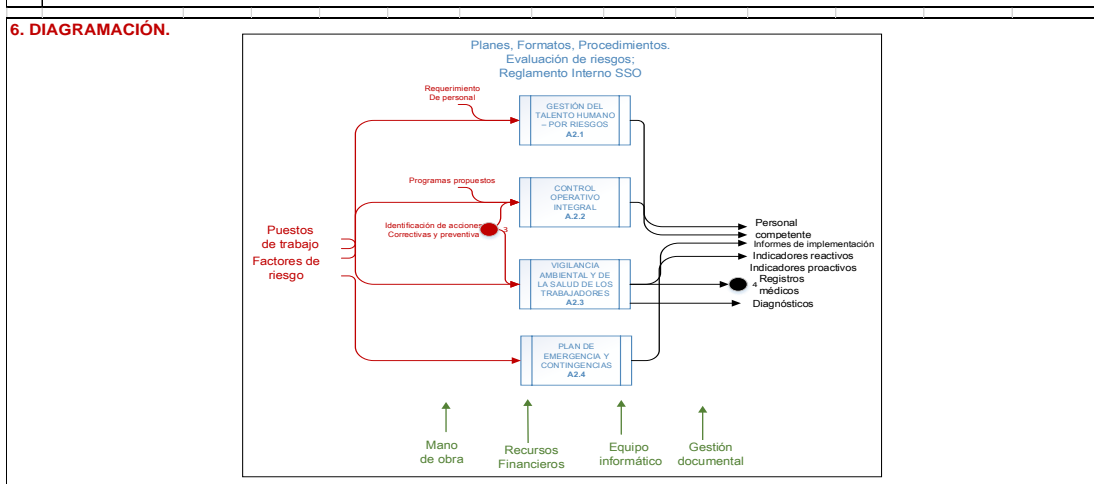 6. DIAGRAMACIÓN.
Planes, Formatos, Procedimientos.
Evaluación de riesgos;
Reglamento Interno SSO
Requerimiento
De personal
GESTIÓN DEL
TALENTO HUMANO
– POR RIESGOS
A2.1
Programas propuestos
CONTROL
OPERATIVO
INTEGRAL
A.2.2
Identificación de acciones
Correctivas y preventiva
3
Puestos
de trabajo
Factores de
riesgo
VIGILANCIA
AMBIENTAL Y DE
LA SALUD DE LOS
TRABAJADORES
A2.3
PLAN DE
EMERGENCIA Y
CONTINGENCIAS
A2.4
Personal
competente
Informes de implementación
Indicadores reactivos
Indicadores proactivos
4
Registros
médicos
Diagnósticos
Mano
de obra
Recursos
Financieros
Equipo
informático
Gestión
documental